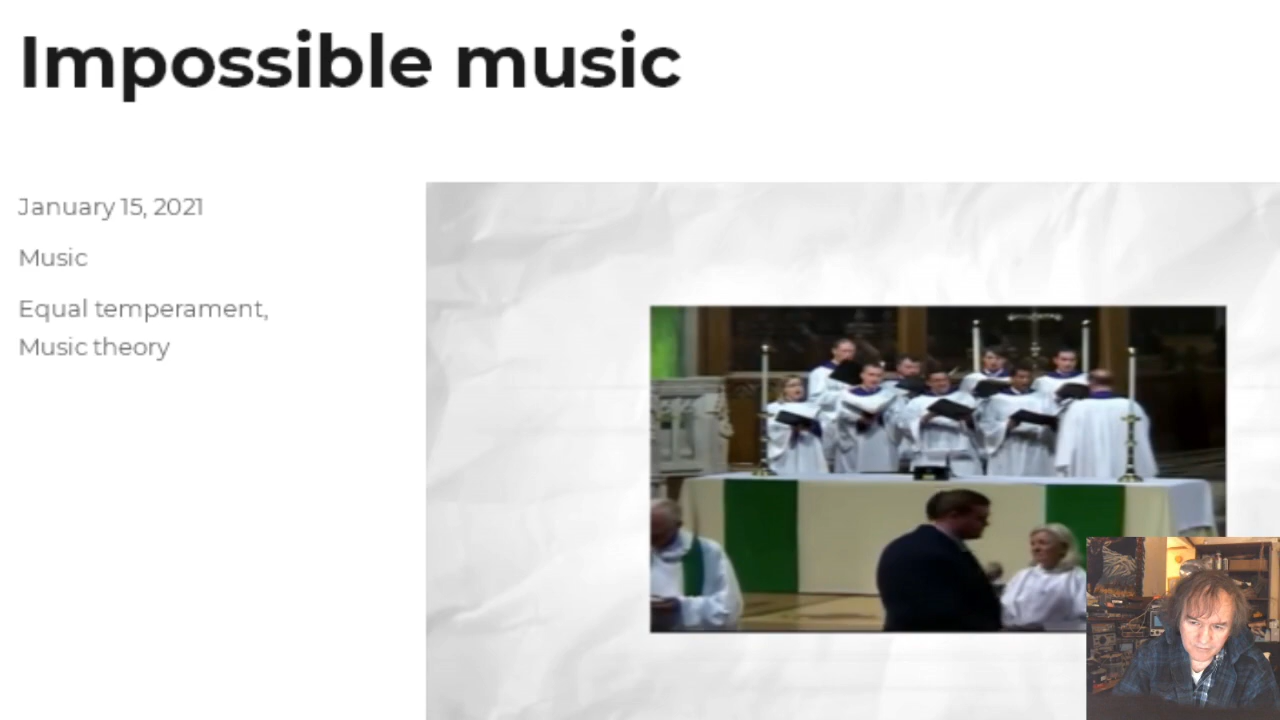 Impossible music
January 15, 2021
Music
Equal temperament,
Music theory